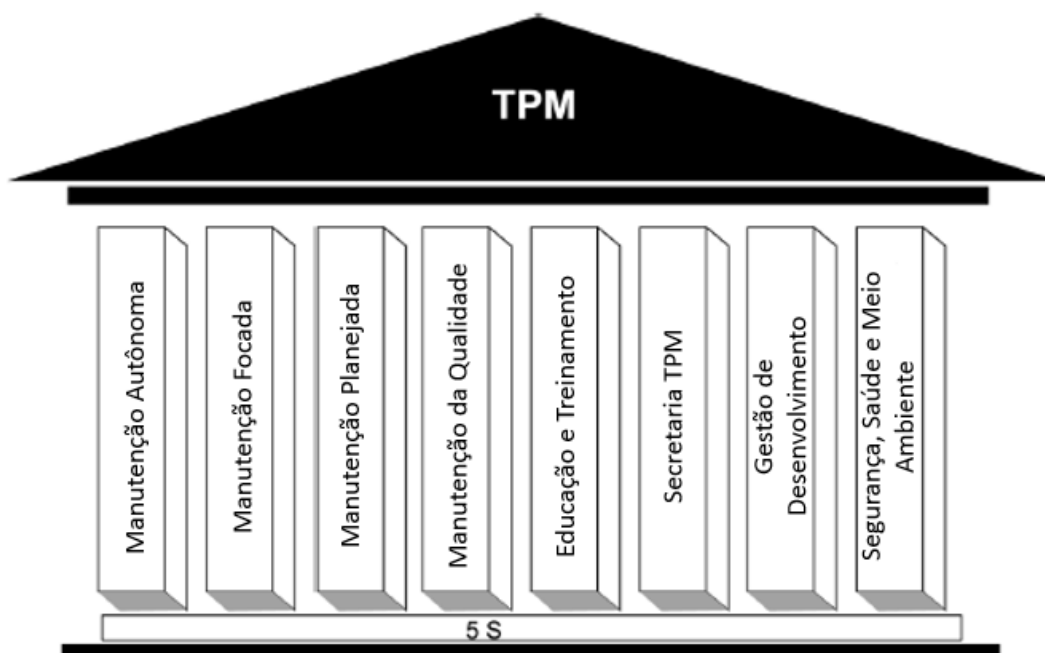 TPM
Manutenção Autônoma
Manutenção Focada
Manutenção Planejada
Manutenção da Qualidade
Educação e Treinamento
Secretaria TPM
Gestão de
Desenvolvimento
Segurança, Saúde e Meio
Ambiente
5 S